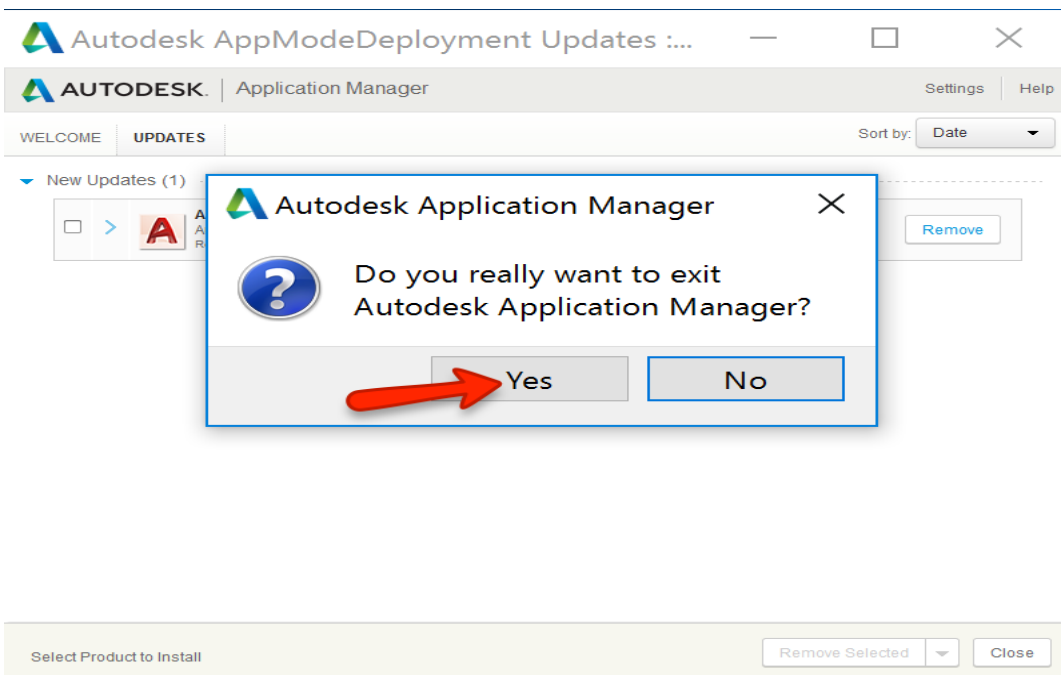 Autodesk AppModeDeployment Updates :...
AUTODESK. Application Manager Settings Help
WELCOME UPDATES Sort by: Date
New Updates (1)
Remove
Autodesk Application Manager
Do you really want to exit
Autodesk Application Manager?
Yes No
Select Product to Install Remove Selected Close